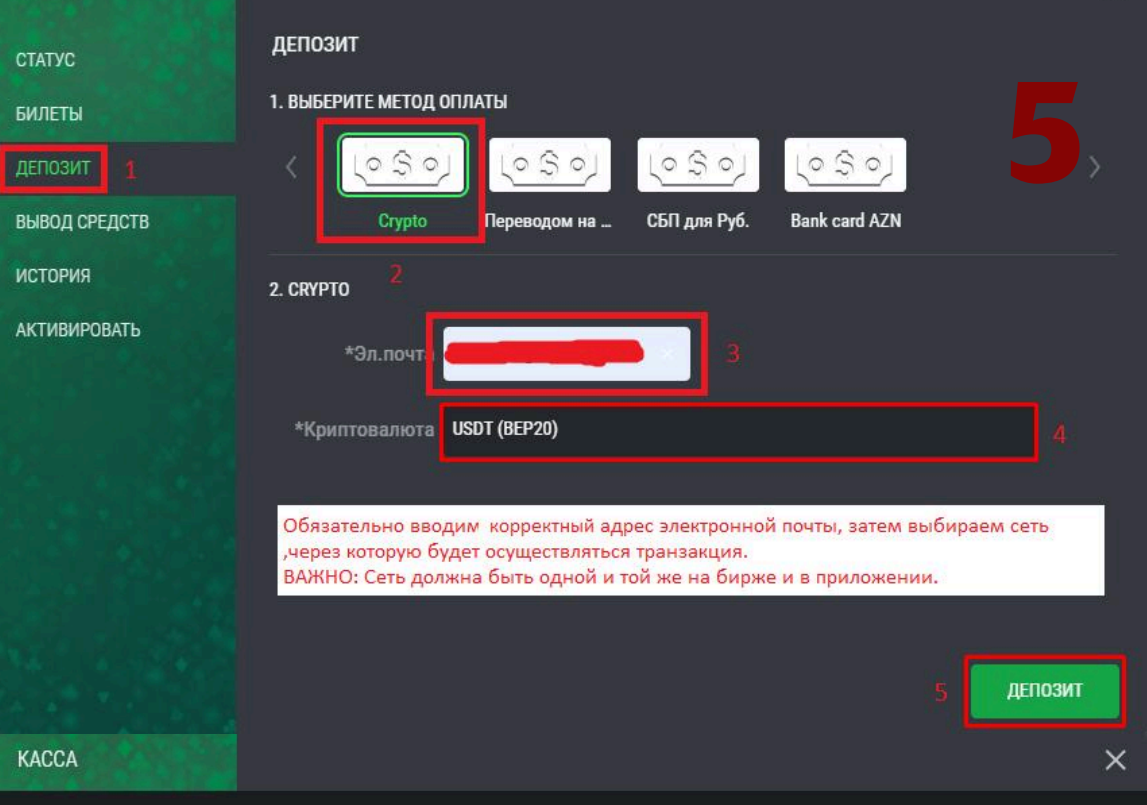 СТАТУС
БИЛЕТЫ
ДЕПОЗИТ 1
ВЫВОД СРЕДСТВ
ИСТОРИЯ
АКТИВИРОВАТЬ
КАССА
ДЕПОЗИТ
5
1. ВЫБЕРИТЕ МЕТОД ОПЛАТЫ
Crypto
Переводом на ...
СБП для Руб.
Bank card AZN
2
2. CRYPTO
*Эл.почта
3
*Криптовалюта USDT (BEP20)
4
Обязательно вводим корректный адрес электронной почты, затем выбираем сеть
,через которую будет осуществляться транзакция.
ВАЖНО: Сеть должна быть одной и той же на бирже и в приложении.
5 ДЕПОЗИТ